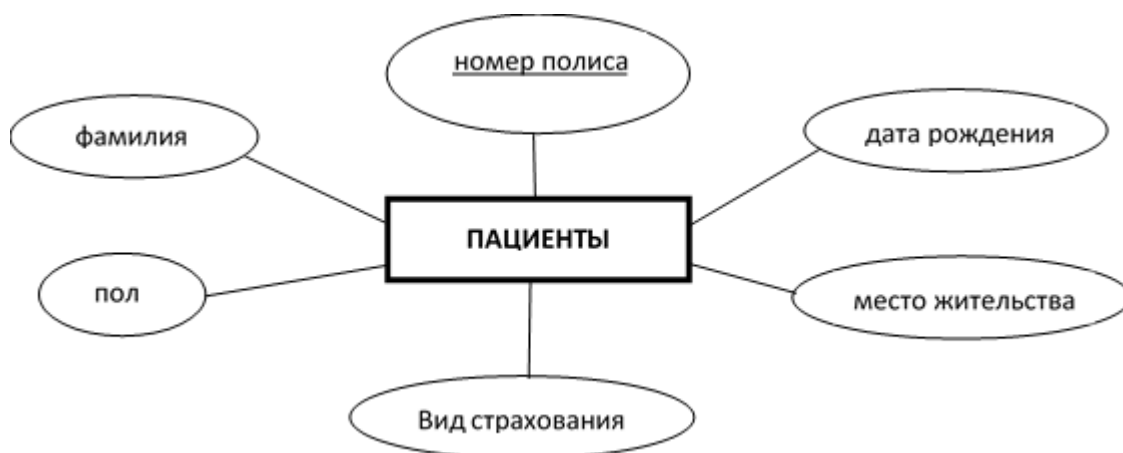 номер полиса
фамилия
дата рождения
ПАЦИЕНТЫ
пол
место жительства
Вид страхования